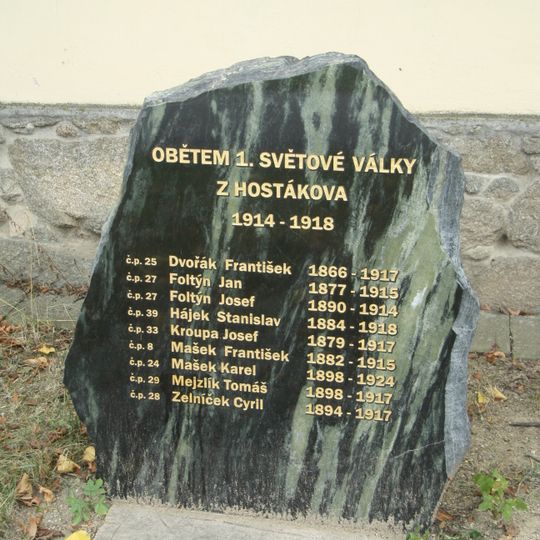 OBĚTEM 1. SVĚTOVÉ VÁLKY
Z HOSTÁKOVA
1914 - 1918
č.p. 25 Dvořák František 1866 - 1917
č.p. 27 Foltýn Jan 1877 - 1915
č.p. 27 Foltýn Josef 1890 - 1914
č.p. 39 Hájek Stanislav 1884 - 1918
č.p. 33 Kroupa Josef 1879 - 1917
č.p. 8 Mašek František 1882 - 1915
č.p. 24 Mašek Karel 1898 - 1924
č.p. 29 Mejzlík Tomáš 1898 - 1917
č.p. 28 Zelníček Cyril 1894 - 1917